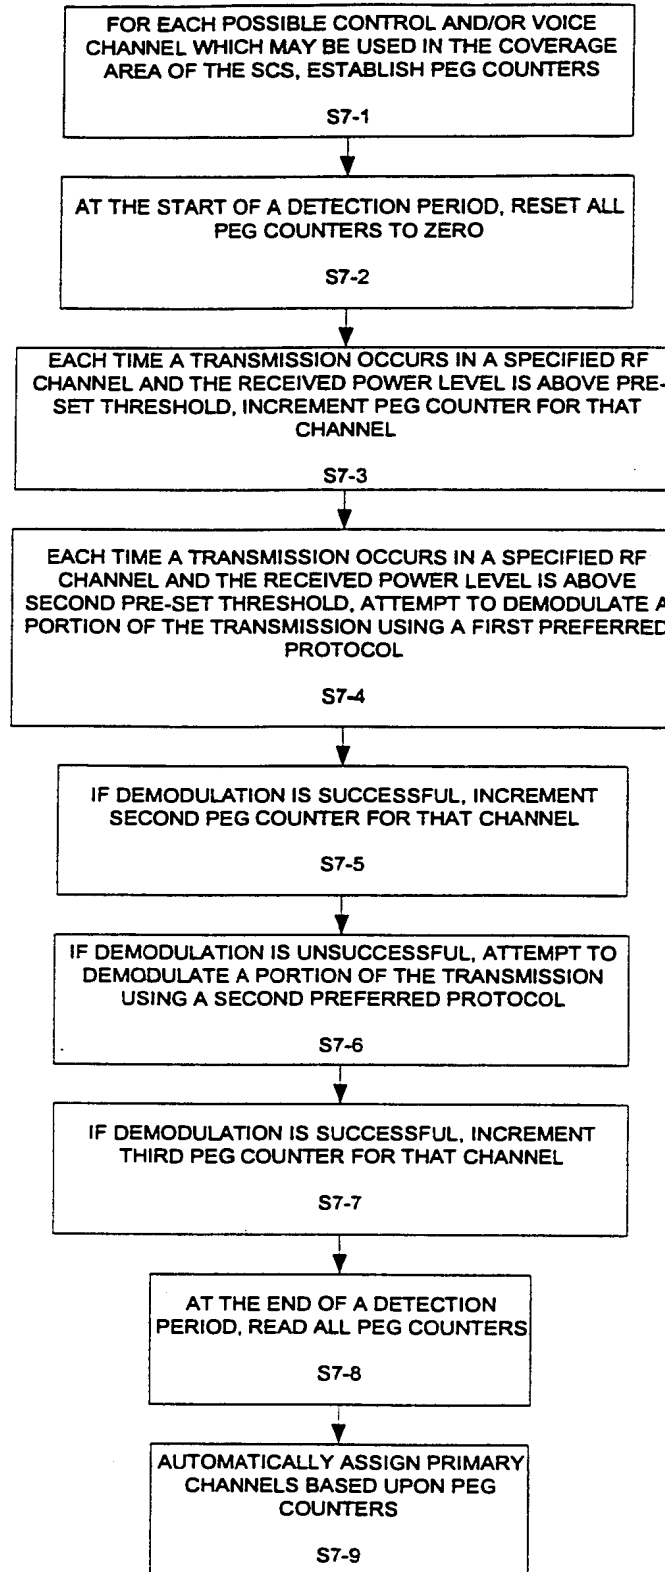 FOR EACH POSSIBLE CONTROL AND/OR VOICE
CHANNEL WHICH MAY BE USED IN THE COVERAGE
AREA OF THE SCS, ESTABLISH PEG COUNTERS
S7-1
AT THE START OF A DETECTION PERIOD, RESET ALL
PEG COUNTERS TO ZERO
S7-2
EACH TIME A TRANSMISSION OCCURS IN A SPECIFIED RF
CHANNEL AND THE RECEIVED POWER LEVEL IS ABOVE PRE-
SET THRESHOLD, INCREMENT PEG COUNTER FOR THAT
CHANNEL
S7-3
EACH TIME A TRANSMISSION OCCURS IN A SPECIFIED RF
CHANNEL AND THE RECEIVED POWER LEVEL IS ABOVE
SECOND PRE-SET THRESHOLD, ATTEMPT TO DEMODULATE A
PORTION OF THE TRANSMISSION USING A FIRST PREFERRED
PROTOCOL
S7-4
IF DEMODULATION IS SUCCESSFUL, INCREMENT
SECOND PEG COUNTER FOR THAT CHANNEL
S7-5
IF DEMODULATION IS UNSUCCESSFUL, ATTEMPT TO
DEMODULATE A PORTION OF THE TRANSMISSION
USING A SECOND PREFERRED PROTOCOL
S7-6
IF DEMODULATION IS SUCCESSFUL, INCREMENT
THIRD PEG COUNTER FOR THAT CHANNEL
S7-7
AT THE END OF A DETECTION
PERIOD, READ ALL PEG COUNTERS
S7-8
AUTOMATICALLY ASSIGN PRIMARY
CHANNELS BASED UPON PEG
COUNTERS
S7-9